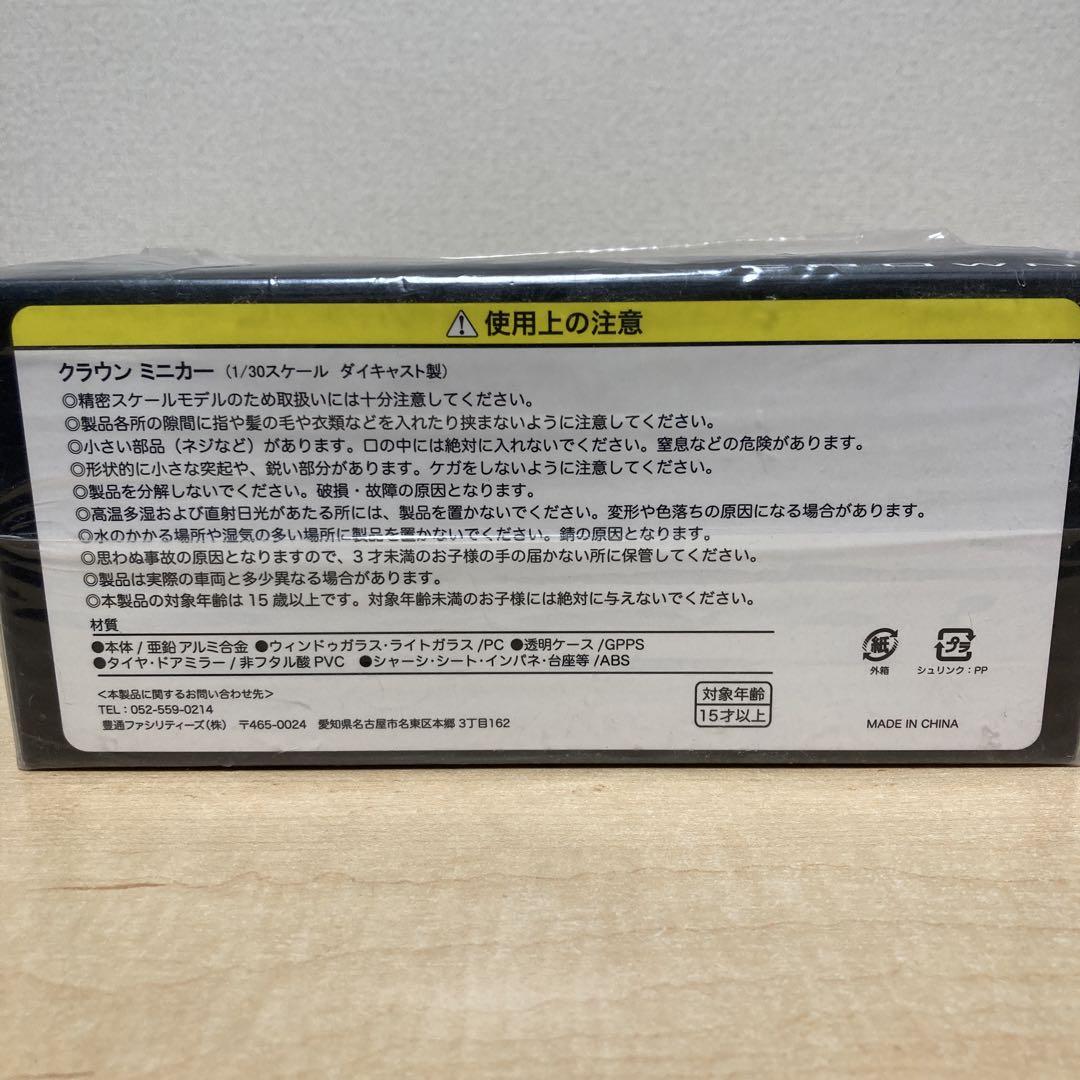 ⚠使用上の注意
クラウン ミニカー（1/30スケール ダイキャスト製）
◎精密スケールモデルのため取扱いには十分注意してください。
◎製品各所の隙間に指や髪の毛や衣類などを入れたり挟まないように注意してください。
◎小さい部品（ネジなど）があります。口の中には絶対に入れないでください。窒息などの危険があります。
◎形状的に小さな突起や、鋭い部分があります。ケガをしないように注意してください。
◎製品を分解しないでください。破損・故障の原因となります。
◎高温多湿および直射日光があたる所には、製品を置かないでください。変形や色落ちの原因になる場合があります。
◎水のかかる場所や湿気の多い場所に製品を置かないでください。錆の原因となります。
◎思わぬ事故の原因となりますので、3才未満のお子様の手の届かない所に保管してください。
◎製品は実際の車両と多少異なる場合があります。
◎本製品の対象年齢は15歳以上です。対象年齢未満のお子様には絶対に与えないでください。
材質
●本体/亜鉛アルミ合金 ●ウィンドゥガラス・ライトガラス/PC ●透明ケース/GPPS
●タイヤ・ドアミラー/非フタル酸PVC ●シャーシ・シート・インパネ・台座等/ABS
紙
外箱
プラ
シュリンク：PP
<本製品に関するお問い合わせ先>
TEL：052-559-0214
豊通ファシリティーズ(株) 〒465-0024 愛知県名古屋市名東区本郷3丁目162
対象年齢
15才以上
MADE IN CHINA